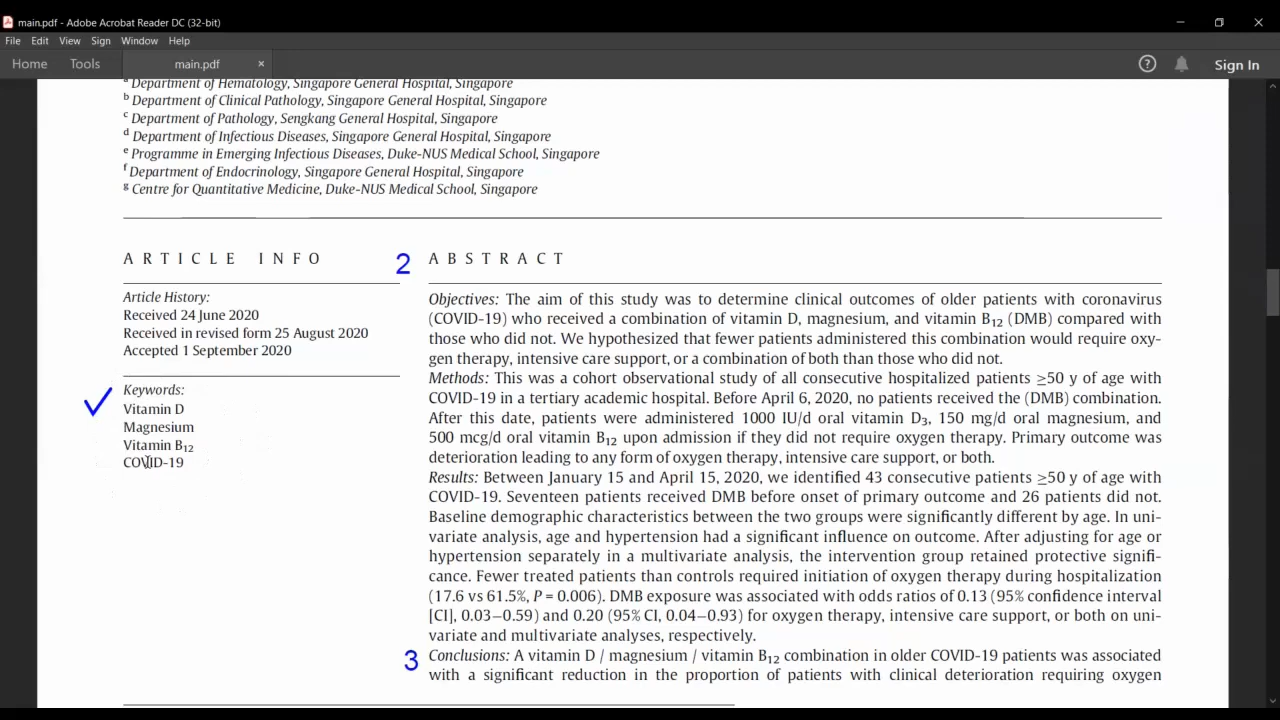 main.pdf - Adobe Acrobat Reader DC (32-bit)
File Edit View Sign Window Help
Home Tools main.pdf × Sign In
a Department of Hematology, Singapore General Hospital, Singapore
b Department of Clinical Pathology, Singapore General Hospital, Singapore
c Department of Pathology, Sengkang General Hospital, Singapore
d Department of Infectious Diseases, Singapore General Hospital, Singapore
e Programme in Emerging Infectious Diseases, Duke-NUS Medical School, Singapore
f Department of Endocrinology, Singapore General Hospital, Singapore
g Centre for Quantitative Medicine, Duke-NUS Medical School, Singapore
ARTICLE INFO
Article History:
Received 24 June 2020
Received in revised form 25 August 2020
Accepted 1 September 2020
Keywords:
Vitamin D
Magnesium
Vitamin B12
COVID-19
2 ABSTRACT
Objectives: The aim of this study was to determine clinical outcomes of older patients with coronavirus
(COVID-19) who received a combination of vitamin D, magnesium, and vitamin B12 (DMB) compared with
those who did not. We hypothesized that fewer patients administered this combination would require oxy-
gen therapy, intensive care support, or a combination of both than those who did not.
Methods: This was a cohort observational study of all consecutive hospitalized patients ≥50 y of age with
COVID-19 in a tertiary academic hospital. Before April 6, 2020, no patients received the (DMB) combination.
After this date, patients were administered 1000 IU/d oral vitamin D3, 150 mg/d oral magnesium, and
500 mcg/d oral vitamin B12 upon admission if they did not require oxygen therapy. Primary outcome was
deterioration leading to any form of oxygen therapy, intensive care support, or both.
Results: Between January 15 and April 15, 2020, we identified 43 consecutive patients ≥50 y of age with
COVID-19. Seventeen patients received DMB before onset of primary outcome and 26 patients did not.
Baseline demographic characteristics between the two groups were significantly different by age. In uni-
variate analysis, age and hypertension had a significant influence on outcome. After adjusting for age or
hypertension separately in a multivariate analysis, the intervention group retained protective signifi-
cance. Fewer treated patients than controls required initiation of oxygen therapy during hospitalization
(17.6 vs 61.5%, P = 0.006). DMB exposure was associated with odds ratios of 0.13 (95% confidence interval
[CI], 0.03–0.59) and 0.20 (95% CI, 0.04–0.93) for oxygen therapy, intensive care support, or both on uni-
variate and multivariate analyses, respectively.
3 Conclusions: A vitamin D / magnesium / vitamin B12 combination in older COVID-19 patients was associated
with a significant reduction in the proportion of patients with clinical deterioration requiring oxygen